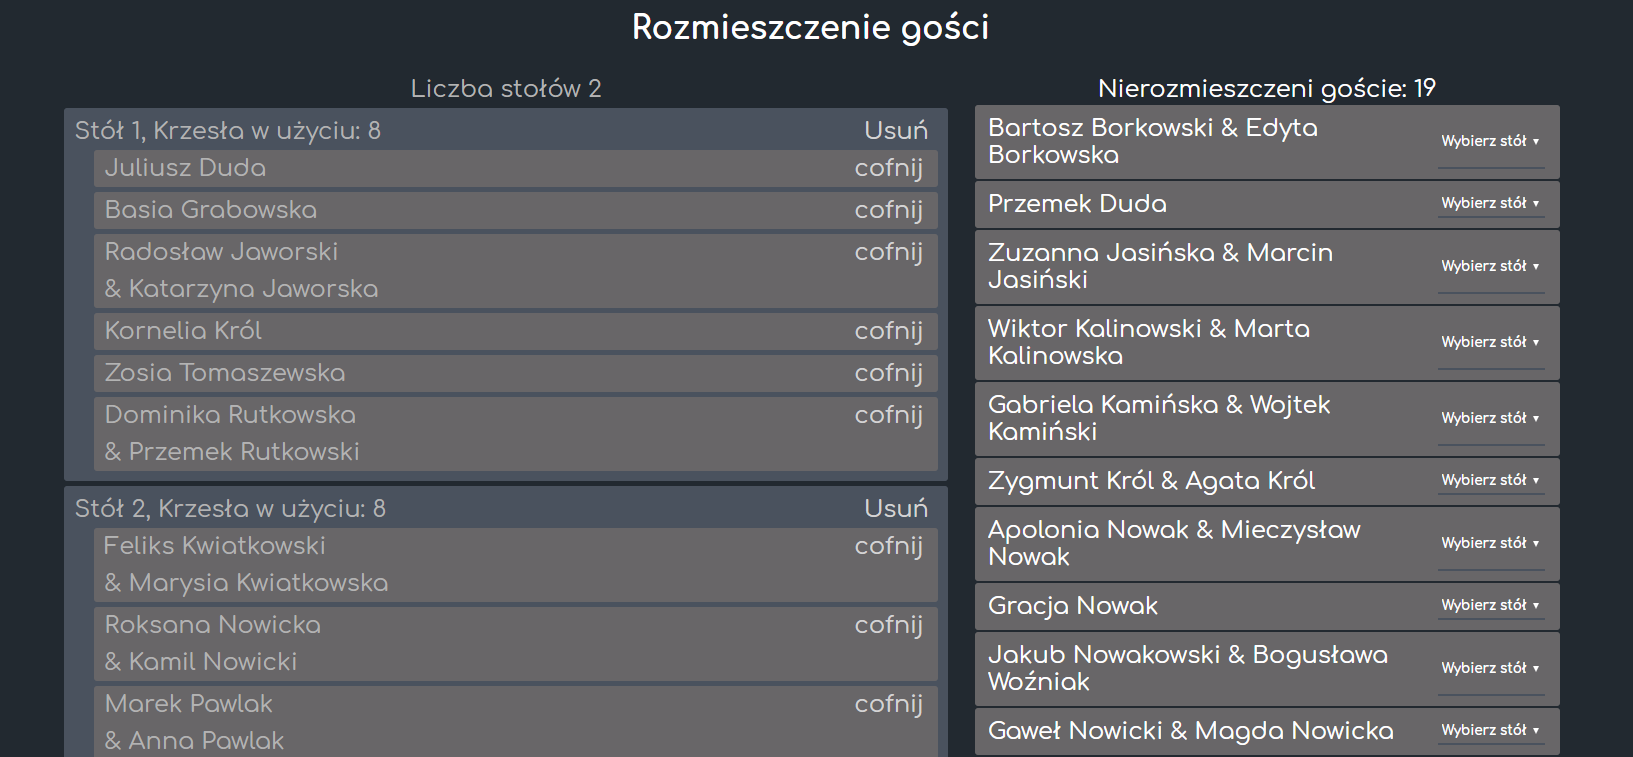 Rozmieszczenie gości
Liczba stołów 2
Stół 1, Krzesła w użyciu: 8 Usuń
Juliusz Duda cofnij
Basia Grabowska cofnij
Radosław Jaworski cofnij
& Katarzyna Jaworska
Kornelia Król cofnij
Zosia Tomaszewska cofnij
Dominika Rutkowska cofnij
& Przemek Rutkowski
Stół 2, Krzesła w użyciu: 8 Usuń
Feliks Kwiatkowski cofnij
& Marysia Kwiatkowska
Roksana Nowicka cofnij
& Kamil Nowicki
Marek Pawlak cofnij
& Anna Pawlak
Nierozmieszczeni goście: 19
Bartosz Borkowski & Edyta
Borkowska
Wybierz stół ▾
Przemek Duda Wybierz stół ▾
Zuzanna Jasińska & Marcin
Jasiński
Wybierz stół ▾
Wiktor Kalinowski & Marta
Kalinowska
Wybierz stół ▾
Gabriela Kamińska & Wojtek
Kamiński
Wybierz stół ▾
Zygmunt Król & Agata Król Wybierz stół ▾
Apolonia Nowak & Mieczysław
Nowak
Wybierz stół ▾
Gracja Nowak Wybierz stół ▾
Jakub Nowakowski & Bogusława
Woźniak
Wybierz stół ▾
Gaweł Nowicki & Magda Nowicka Wybierz stół ▾